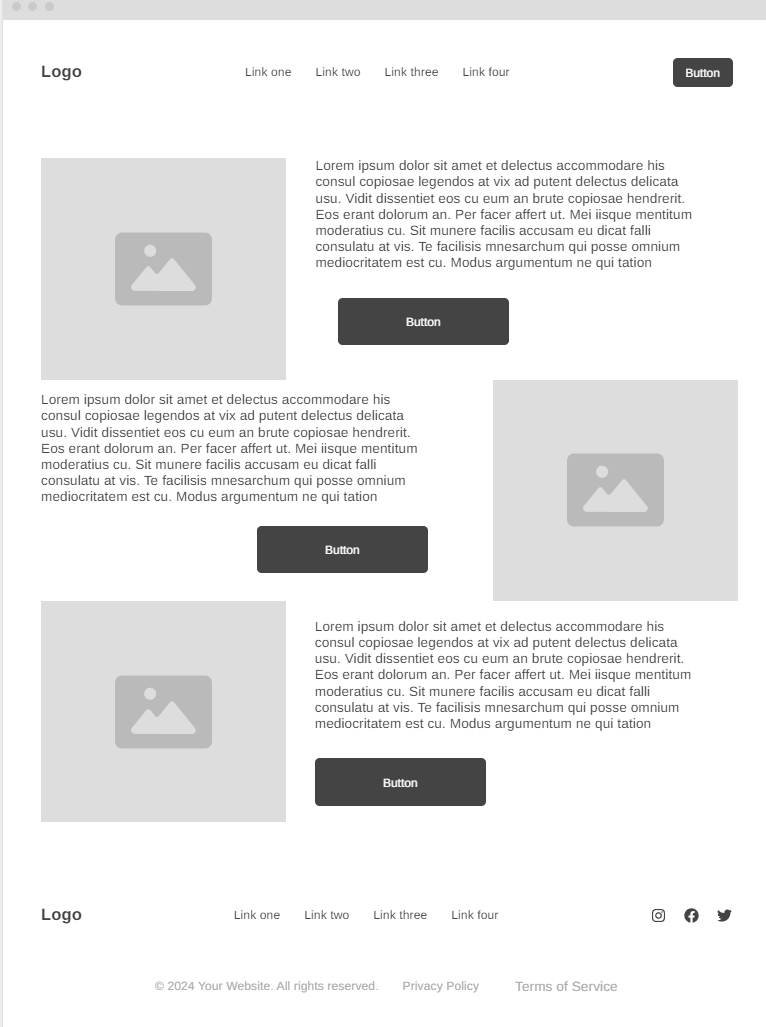 Logo
Link one Link two Link three Link four
Button
Lorem ipsum dolor sit amet et delectus accommodare his
consul copiosae legendos at vix ad putent delectus delicata
usu. Vidit dissentiet eos cu eum an brute copiosae hendrerit.
Eos erant dolorum an. Per facer affert ut. Mei iisque mentitum
moderatius cu. Sit munere facilis accusam eu dicat falli
consulatu at vis. Te facilisis mnesarchum qui posse omnium
mediocritatem est cu. Modus argumentum ne qui tation
Button
Lorem ipsum dolor sit amet et delectus accommodare his
consul copiosae legendos at vix ad putent delectus delicata
usu. Vidit dissentiet eos cu eum an brute copiosae hendrerit.
Eos erant dolorum an. Per facer affert ut. Mei iisque mentitum
moderatius cu. Sit munere facilis accusam eu dicat falli
consulatu at vis. Te facilisis mnesarchum qui posse omnium
mediocritatem est cu. Modus argumentum ne qui tation
Button
Lorem ipsum dolor sit amet et delectus accommodare his
consul copiosae legendos at vix ad putent delectus delicata
usu. Vidit dissentiet eos cu eum an brute copiosae hendrerit.
Eos erant dolorum an. Per facer affert ut. Mei iisque mentitum
moderatius cu. Sit munere facilis accusam eu dicat falli
consulatu at vis. Te facilisis mnesarchum qui posse omnium
mediocritatem est cu. Modus argumentum ne qui tation
Button
Logo
Link one Link two Link three Link four
© 2024 Your Website. All rights reserved. Privacy Policy Terms of Service